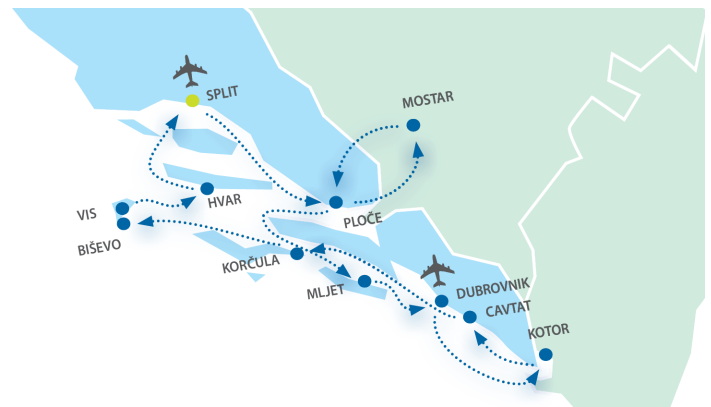 SPLIT
MOSTAR
HVAR
VIS
PLOČE
BIŠEVO
KORČULA
MLJET
DUBROVNIK
CAVTAT
KOTOR